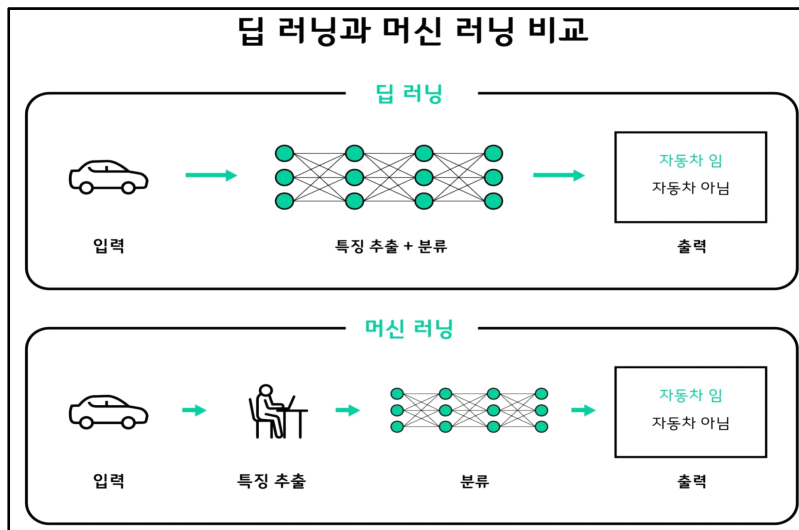 딥 러닝과 머신 러닝 비교
딥 러닝
자동차 임
자동차 아님
입력
특징 추출 + 분류
출력
머신 러닝
자동차 임
자동차 아님
입력
특징 추출
분류
출력